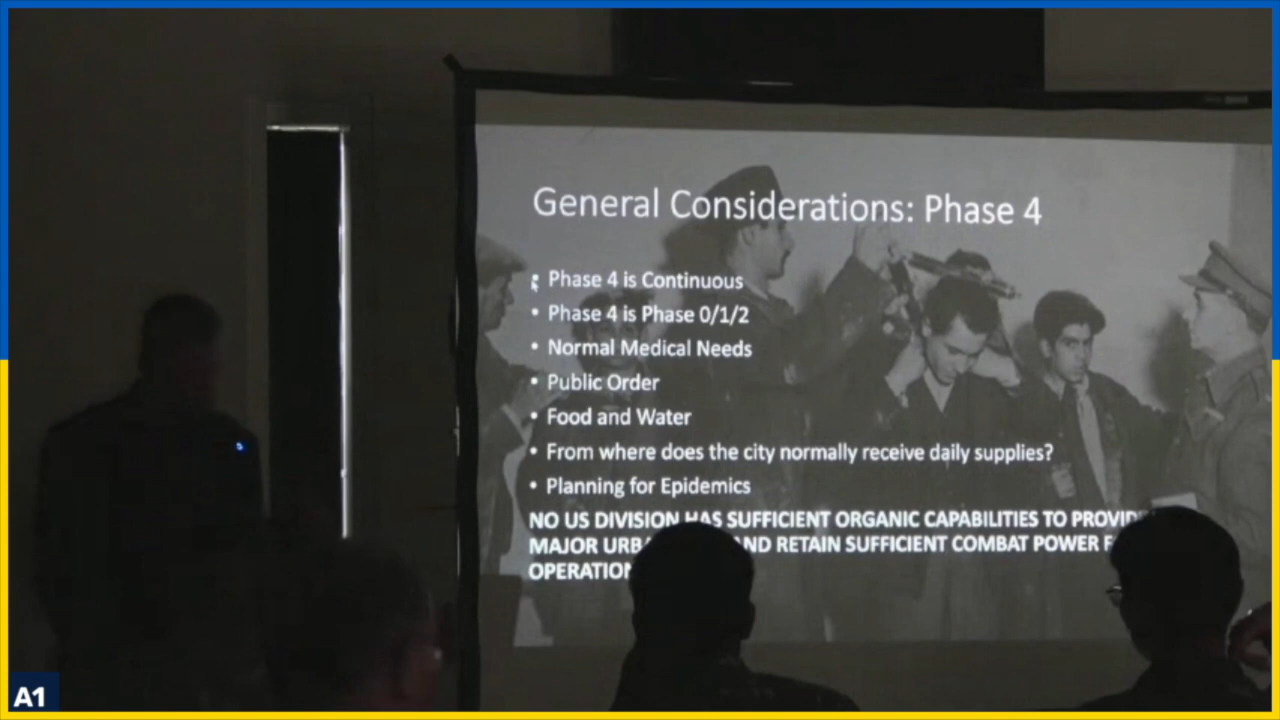 General Considerations: Phase 4
• Phase 4 is Continuous
• Phase 4 is Phase 0/1/2
• Normal Medical Needs
• Public Order
• Food and Water
• From where does the city normally receive daily supplies?
• Planning for Epidemics
NO US DIVISION HAS SUFFICIENT ORGANIC CAPABILITIES TO
MAJOR AND RETAIN SUFFICIENT COMBAT POWER
A1